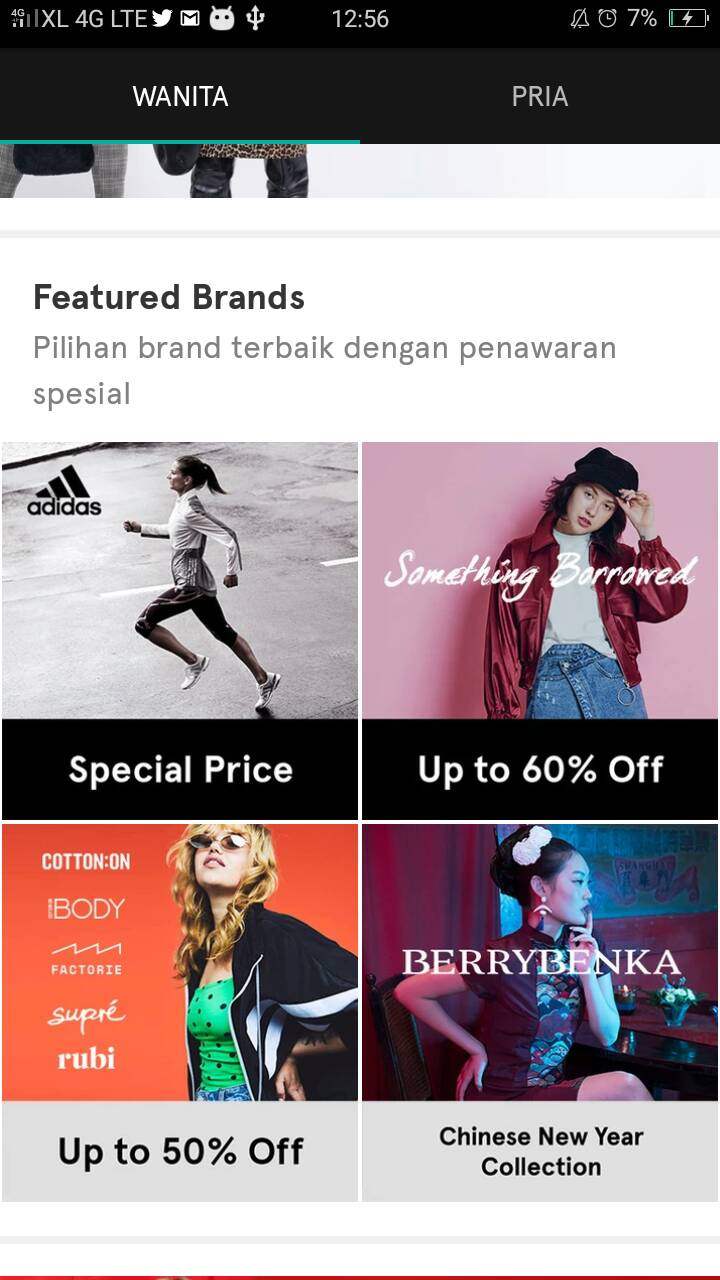 4G XL 4G LTE 12:56 7%
WANITA PRIA
Featured Brands
Pilihan brand terbaik dengan penawaran
spesial
adidas
Special Price
Something Borrowed
Up to 60% Off
COTTON:ON
BODY
FACTORIE
supré
rubi
Up to 50% Off
SHANGHAI
BERRYBENKA
Chinese New Year
Collection